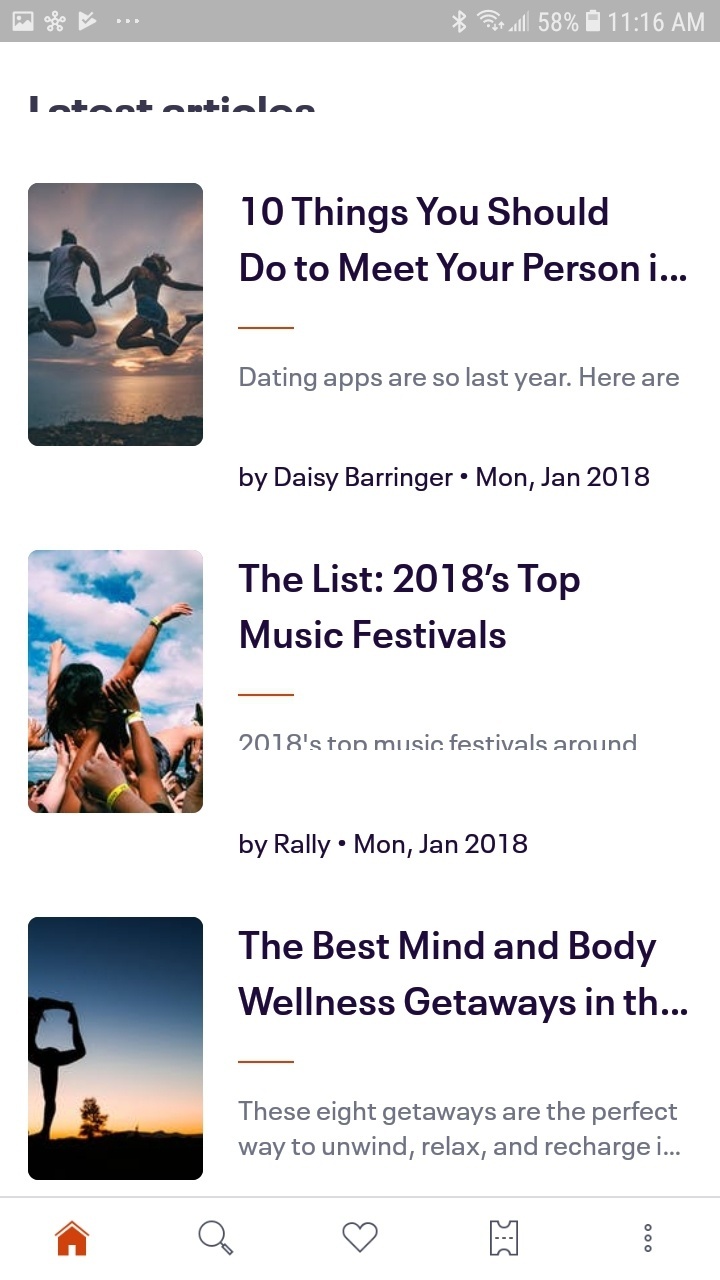 58% 11:16 AM
Latest articles
10 Things You Should
Do to Meet Your Person i...
Dating apps are so last year. Here are
by Daisy Barringer • Mon, Jan 2018
The List: 2018’s Top
Music Festivals
2018's top music festivals around
by Rally • Mon, Jan 2018
The Best Mind and Body
Wellness Getaways in th...
These eight getaways are the perfect
way to unwind, relax, and recharge i...